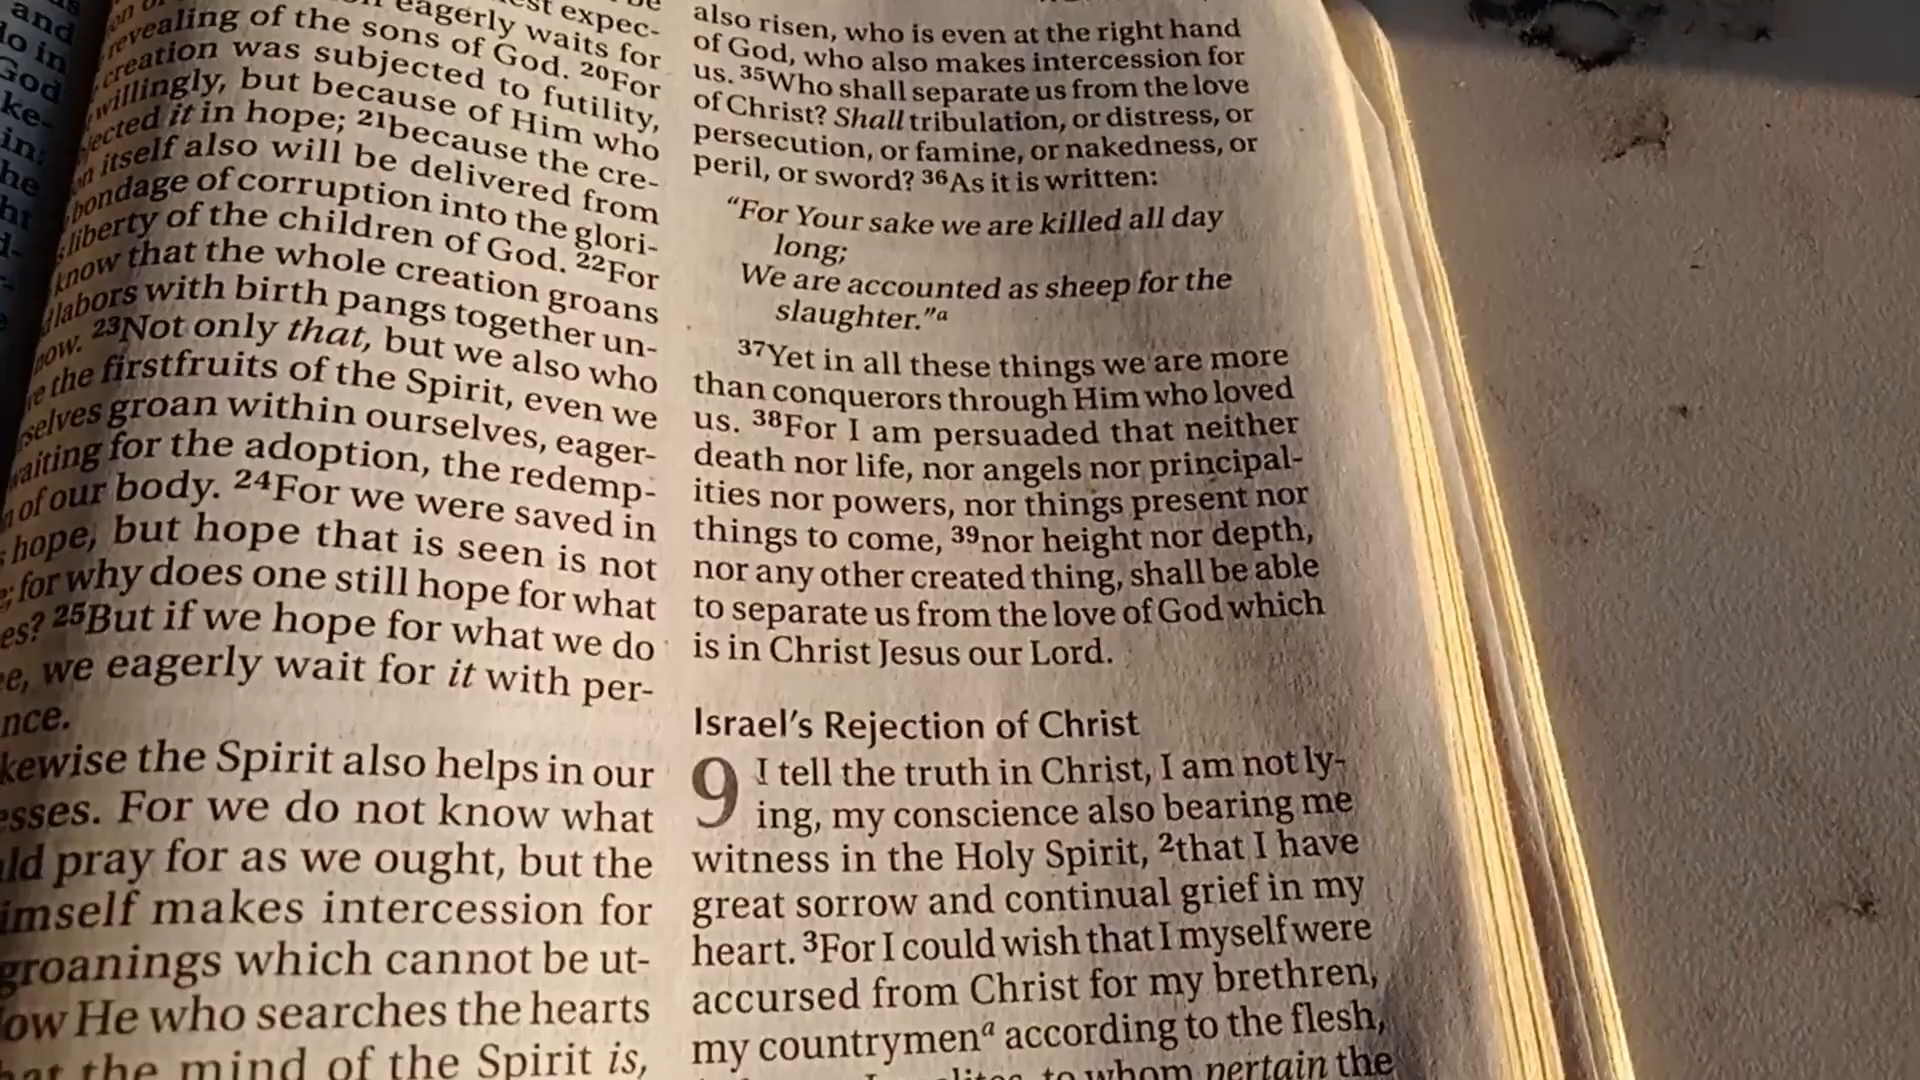 and
do in
God
ke-
in:
he
ht
be
est expec-
eagerly waits for
revealing of the sons of God. 20For
creation was subjected to futility,
willingly, but because of Him who
jected it in hope; 21because the cre-
n itself also will be delivered from
bondage of corruption into the glori-
liberty of the children of God. 22For
know that the whole creation groans
labors with birth pangs together un-
now. 23Not only that, but we also who
e the firstfruits of the Spirit, even we
selves groan within ourselves, eager-
waiting for the adoption, the redemp-
n of our body. 24For we were saved in
hope, but hope that is seen is not
; for why does one still hope for what
es? 25But if we hope for what we do
e, we eagerly wait for it with per-
nce.
kewise the Spirit also helps in our
esses. For we do not know what
ld pray for as we ought, but the
imself makes intercession for
groanings which cannot be ut-
ow He who searches the hearts
hat the mind of the Spirit is,
also risen, who is even at the right hand
of God, who also makes intercession for
us. 35Who shall separate us from the love
of Christ? Shall tribulation, or distress, or
persecution, or famine, or nakedness, or
peril, or sword? 36As it is written:
“For Your sake we are killed all day
long;
We are accounted as sheep for the
slaughter.”a
37Yet in all these things we are more
than conquerors through Him who loved
us. 38For I am persuaded that neither
death nor life, nor angels nor principal-
ities nor powers, nor things present nor
things to come, 39nor height nor depth,
nor any other created thing, shall be able
to separate us from the love of God which
is in Christ Jesus our Lord.
Israel’s Rejection of Christ
9 I tell the truth in Christ, I am not ly-
ing, my conscience also bearing me
witness in the Holy Spirit, 2that I have
great sorrow and continual grief in my
heart. 3For I could wish that I myself were
accursed from Christ for my brethren,
my countrymena according to the flesh,
to whom pertain the